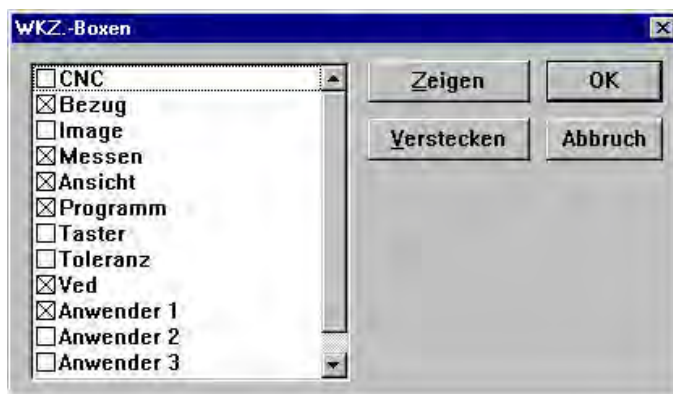 WKZ.-Boxen
CNC
Bezug
Image
Messen
Ansicht
Programm
Taster
Toleranz
Ved
Anwender 1
Anwender 2
Anwender 3
Zeigen
OK
Verstecken
Abbruch